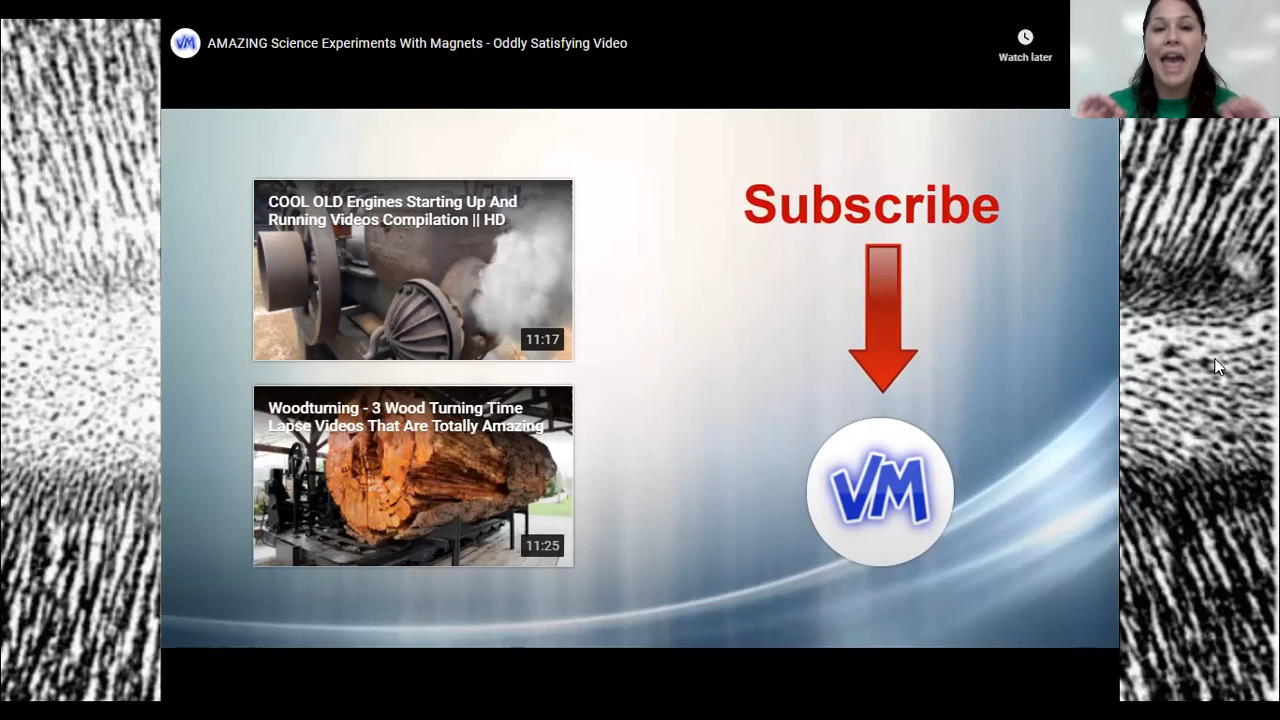 VM
AMAZING Science Experiments With Magnets - Oddly Satisfying Video
Watch later
COOL OLD Engines Starting Up And
Running Videos Compilation || HD
11:17
Subscribe
Woodturning - 3 Wood Turning Time
Lapse Videos That Are Totally Amazing
11:25
VM